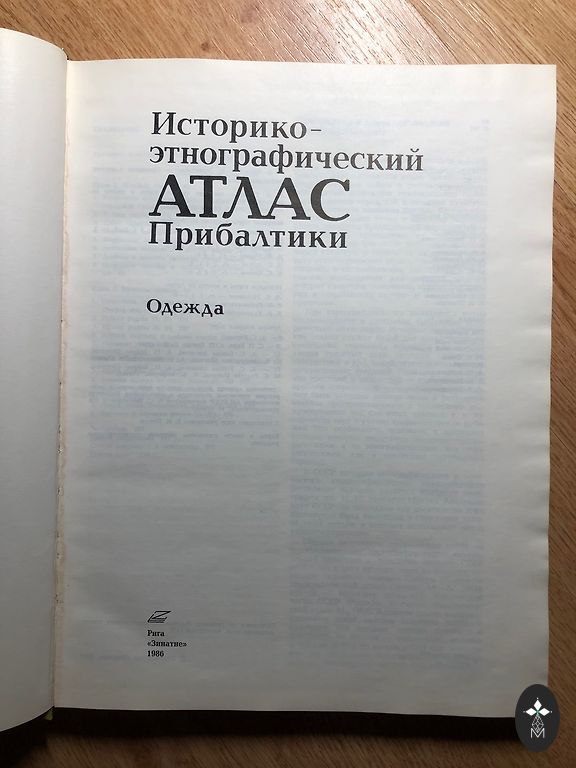 Историко-
этнографический
АТЛАС
Прибалтики
Одежда
Рига
«Зинатне»
1986